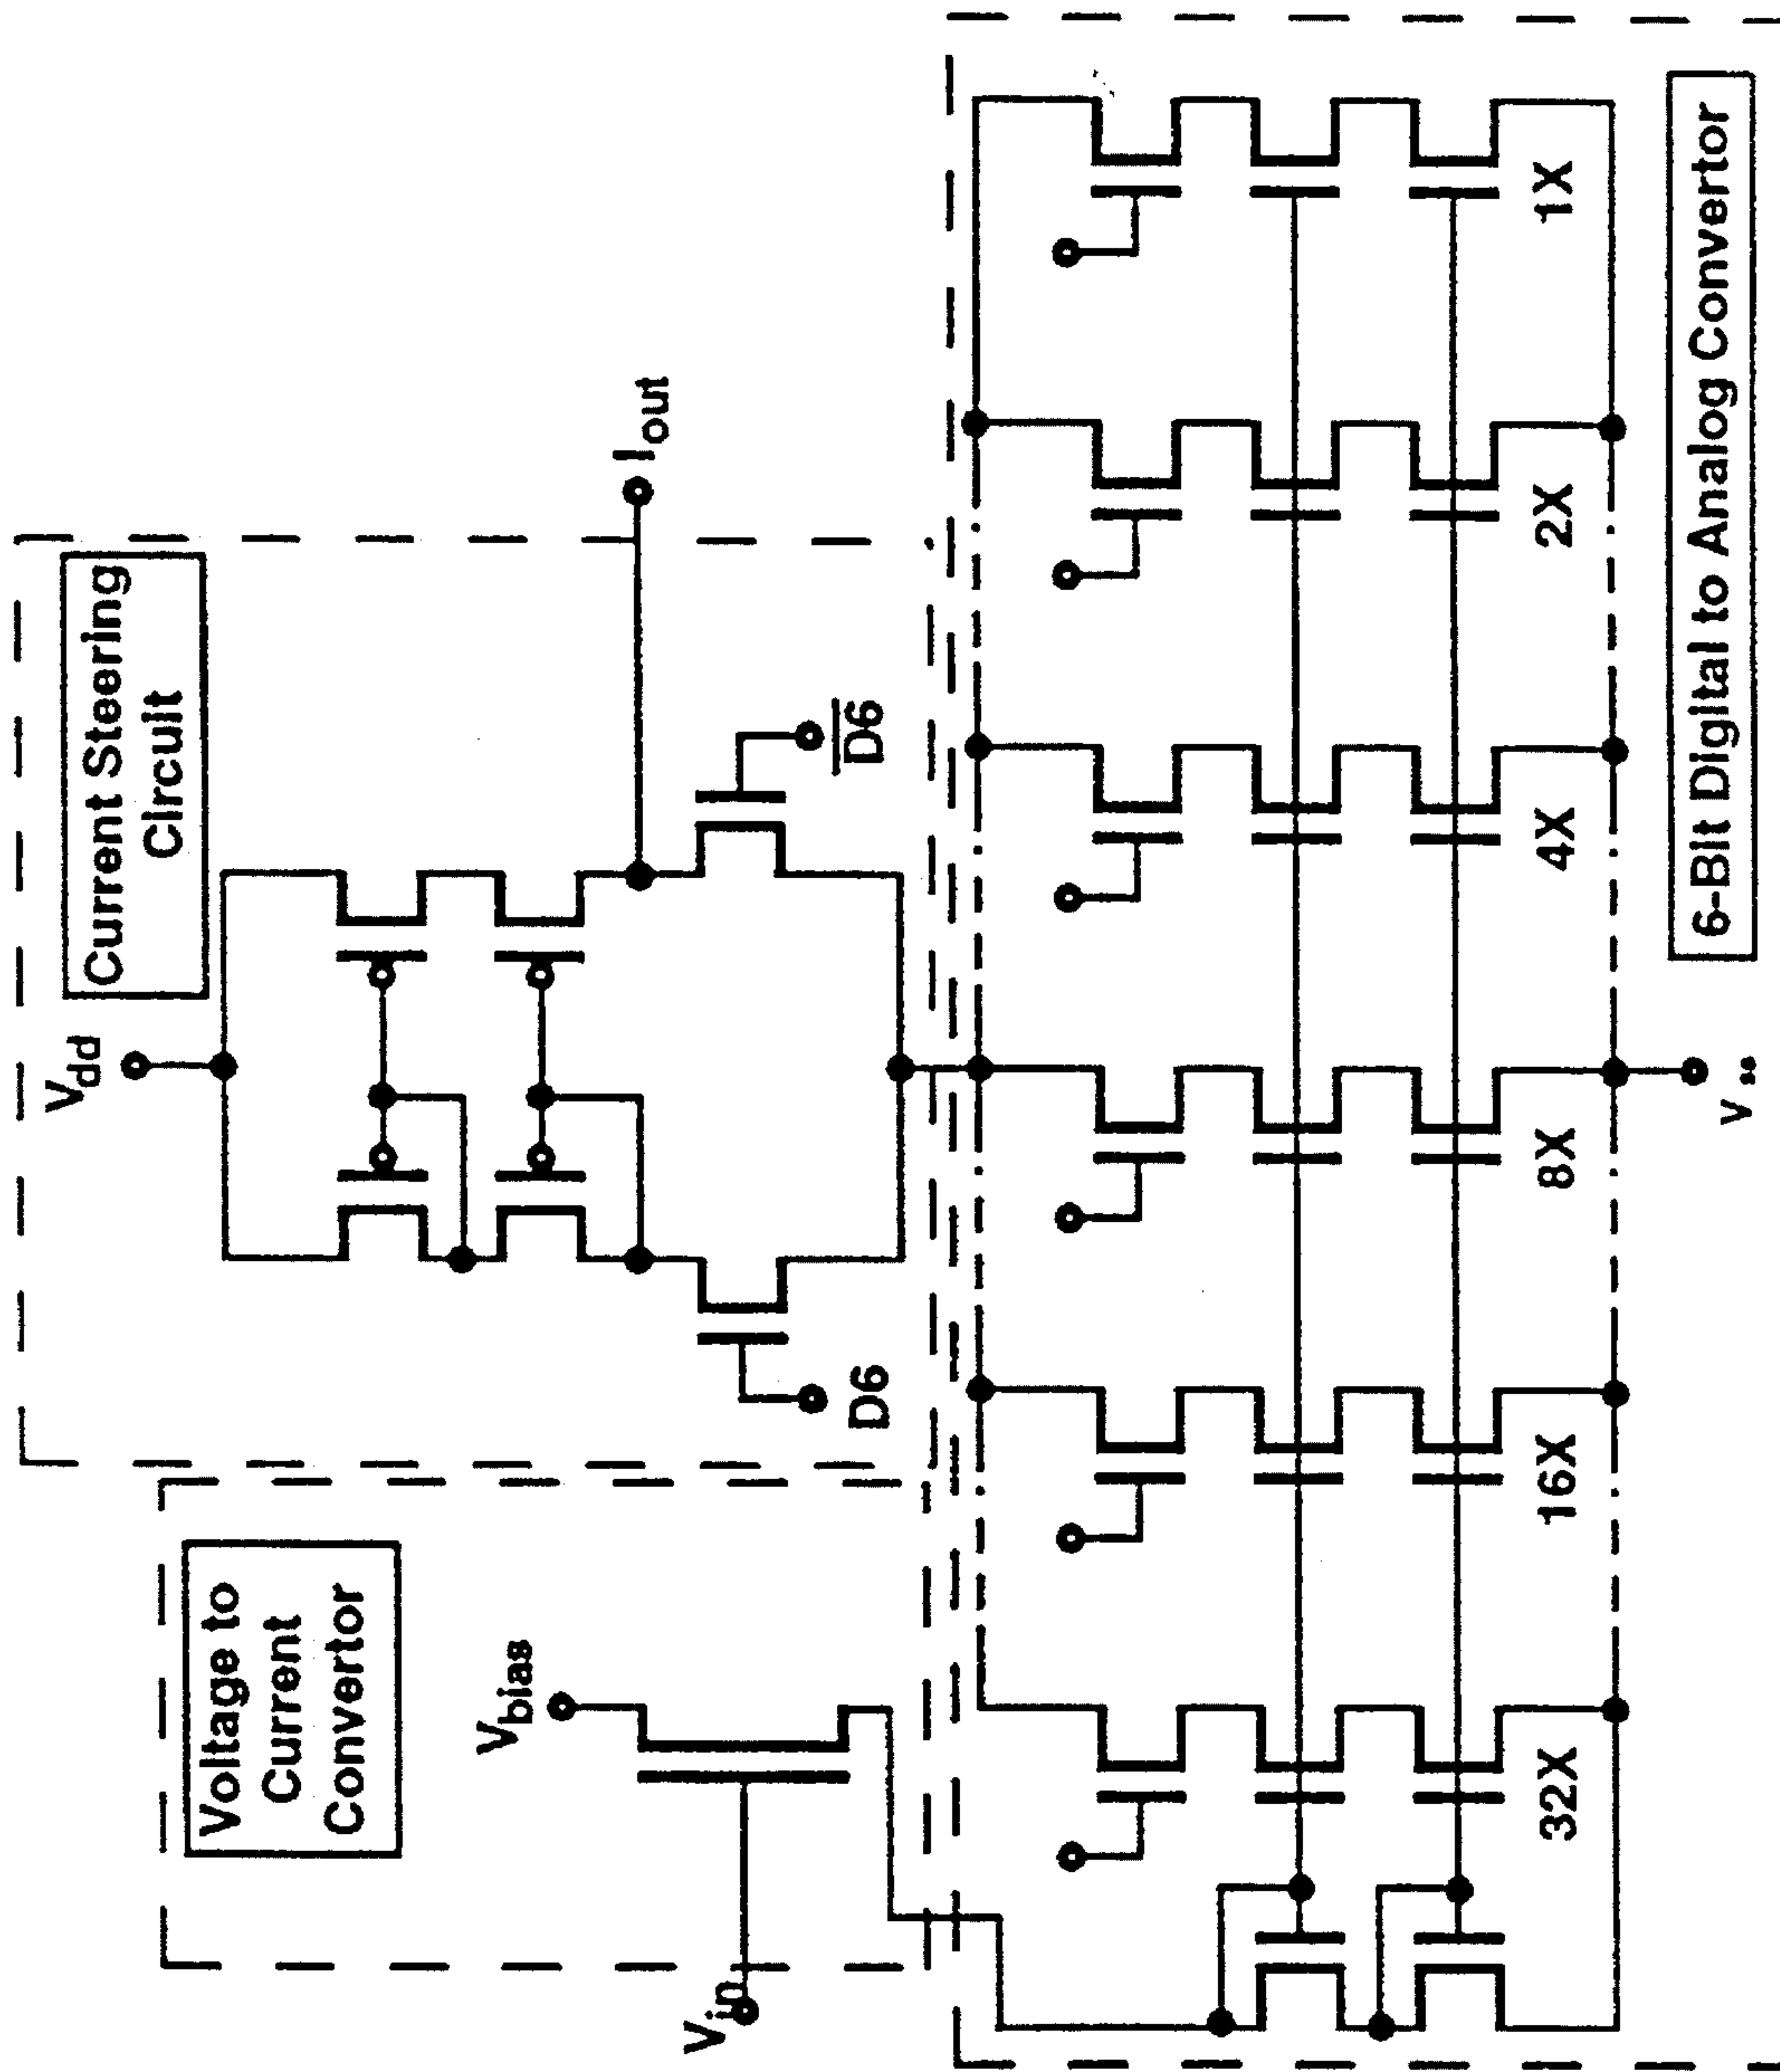 Voltage to
Current
Convertor
Current Steering
Circuit
Vdd
Vbias
Vin
Iout
D6
D6
32X
16X
8X
4X
2X
1X
6-Bit Digital to Analog Convertor